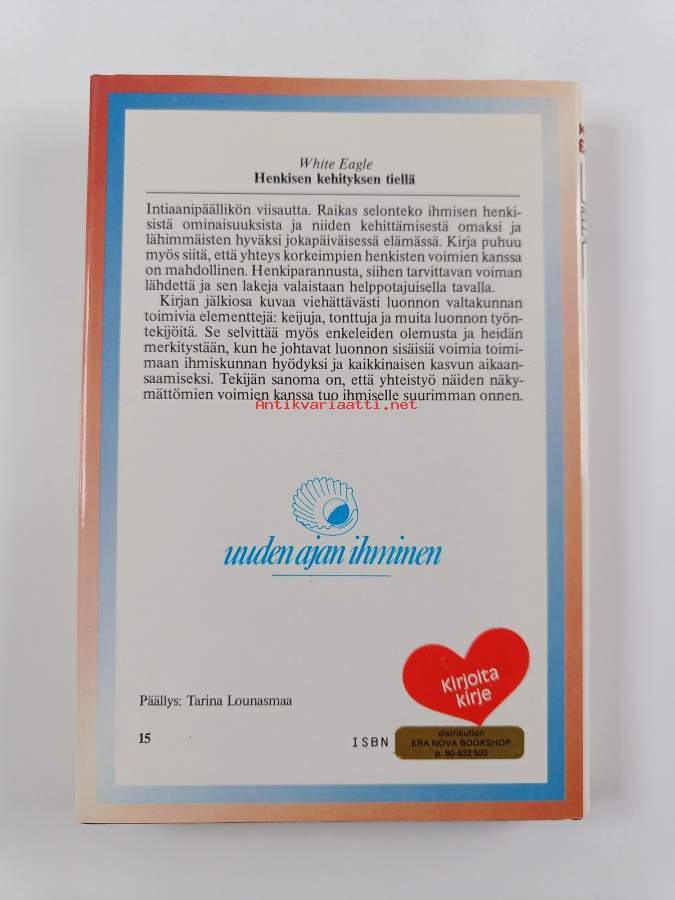 White Eagle
Henkisen kehityksen tiellä
Intiaanipäällikön viisautta. Raikas selonteko ihmisen henki-
sistä ominaisuuksista ja niiden kehittämisestä omaksi ja
lähimmäisten hyväksi jokapäiväisessä elämässä. Kirja puhuu
myös siitä, että yhteys korkeimpien henkisten voimien kanssa
on mahdollinen. Henkiparannusta, siihen tarvittavan voiman
lähdettä ja sen lakeja valaistaan helppotajuisella tavalla.
Kirjan jälkiosa kuvaa viehättävästi luonnon valtakunnan
toimivia elementtejä: keijuja, tonttuja ja muita luonnon työn-
tekijöitä. Se selvittää myös enkeleiden olemusta ja heidän
merkitystään, kun he johtavat luonnon sisäisiä voimia toimi-
maan ihmiskunnan hyödyksi ja kaikkinaisen kasvun aikaan-
saamiseksi. Tekijän sanoma on, että yhteistyö näiden näky-
mättömien voimien kanssa tuo ihmiselle suurimman onnen.
Antikvariaatti.net
uuden ajan ihminen
Kirjoita
kirje
Päällys: Tarina Lounasmaa
15
ISBN
distribution
ERA NOVA BOOKSHOP
p. 90-632 500